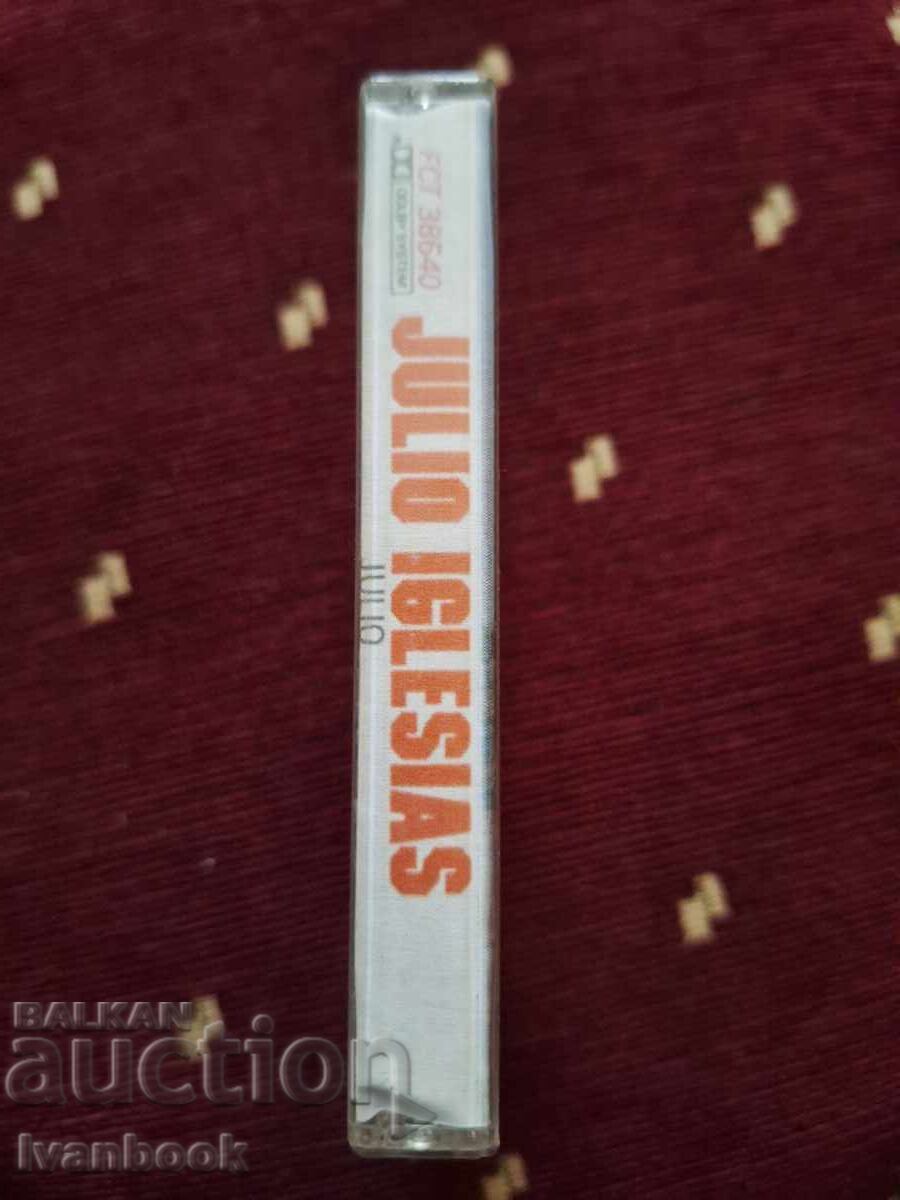 FCT 38640
DOLBY SYSTEM
JULIO IGLESIAS
JULIO
BALKAN
auction
Ivanbook